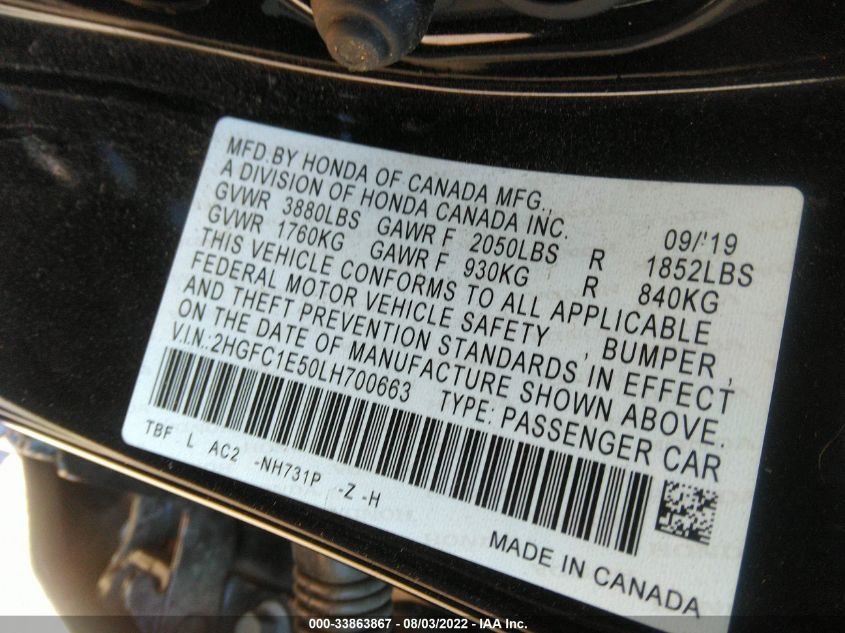 MFD.BY HONDA OF CANADA MFG.,
A DIVISION OF HONDA CANADA INC. 09/'19
GVWR 3880LBS GAWR F 2050LBS R 1852LBS
GVWR 1760KG GAWR F 930KG R 840KG
THIS VEHICLE CONFORMS TO ALL APPLICABLE
FEDERAL MOTOR VEHICLE SAFETY , BUMPER ,
AND THEFT PREVENTION STANDARDS, IN EFFECT
ON THE DATE OF MANUFACTURE SHOWN ABOVE.
V.I.N.:2HGFC1E50LH700663 TYPE: PASSENGER CAR
TBF L AC2 -NH731P -Z -H
MADE IN CANADA
000-33863867 - 08/03/2022 - IAA Inc.